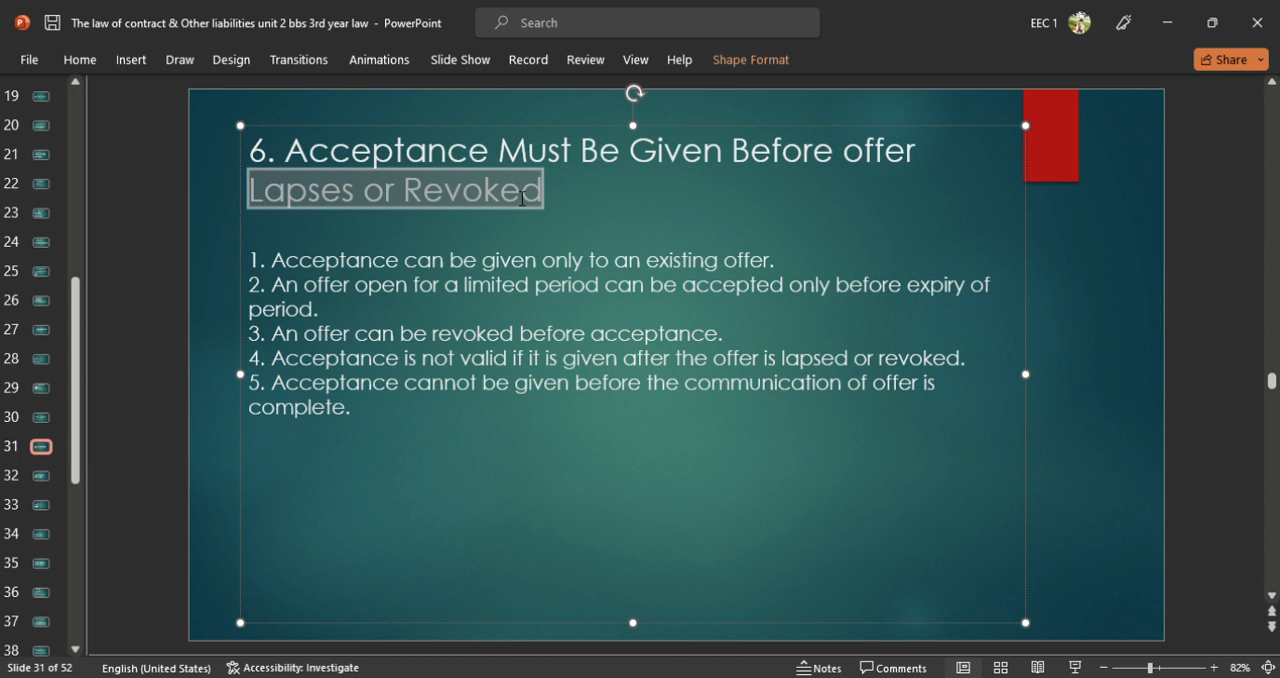 The law of contract & Other liabilities unit 2 bbs 3rd year law - PowerPoint
Search
EEC 1
File Home Insert Draw Design Transitions Animations Slide Show Record Review View Help Shape Format
Share
19
20
21
22
23
24
25
26
27
28
29
30
31
32
33
34
35
36
37
38
6. Acceptance Must Be Given Before offer
Lapses or Revoked
1. Acceptance can be given only to an existing offer.
2. An offer open for a limited period can be accepted only before expiry of
period.
3. An offer can be revoked before acceptance.
4. Acceptance is not valid if it is given after the offer is lapsed or revoked.
5. Acceptance cannot be given before the communication of offer is
complete.
Slide 31 of 52 English (United States) Accessibility: Investigate Notes Comments 82%